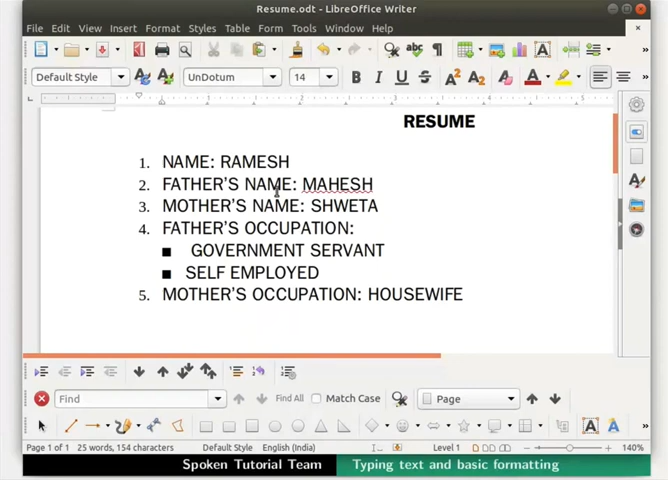 Resume.odt - LibreOffice Writer
File Edit View Insert Format Styles Table Form Tools Window Help
Default Style UnDotum 14
RESUME
1. NAME: RAMESH
2. FATHER'S NAME: MAHESH
3. MOTHER'S NAME: SHWETA
4. FATHER'S OCCUPATION:
■ GOVERNMENT SERVANT
■ SELF EMPLOYED
5. MOTHER'S OCCUPATION: HOUSEWIFE
Find Find All Match Case Page
Page 1 of 1 25 words, 154 characters Default Style English (India) Level 1 140%
Spoken Tutorial Team Typing text and basic formatting